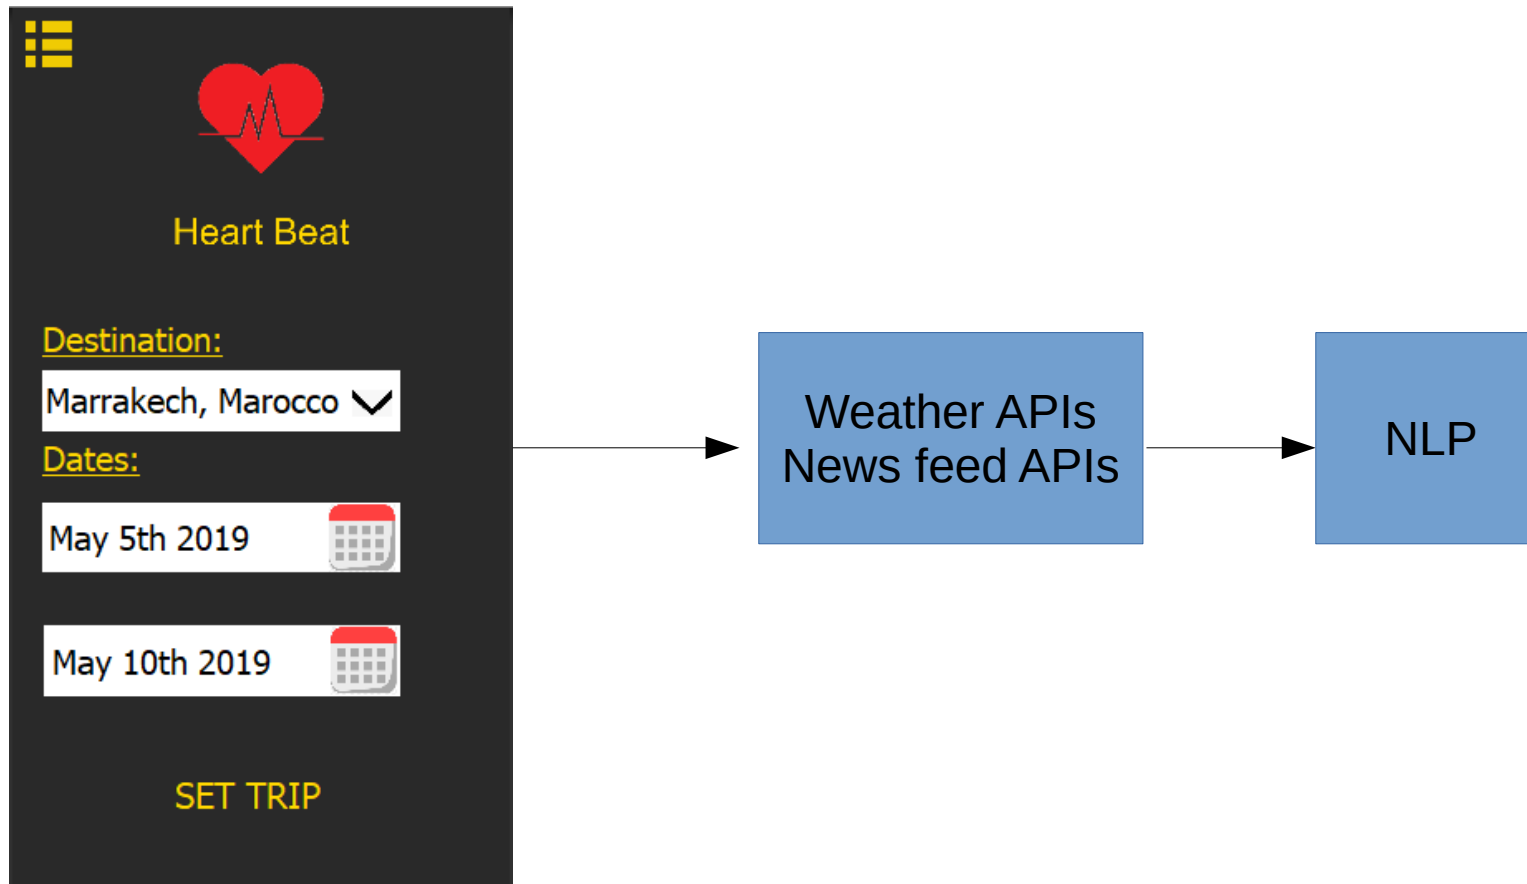 Heart Beat
Destination:
Marrakech, Marocco
Dates:
May 5th 2019
May 10th 2019
SET TRIP
Weather APIs
News feed APIs
NLP